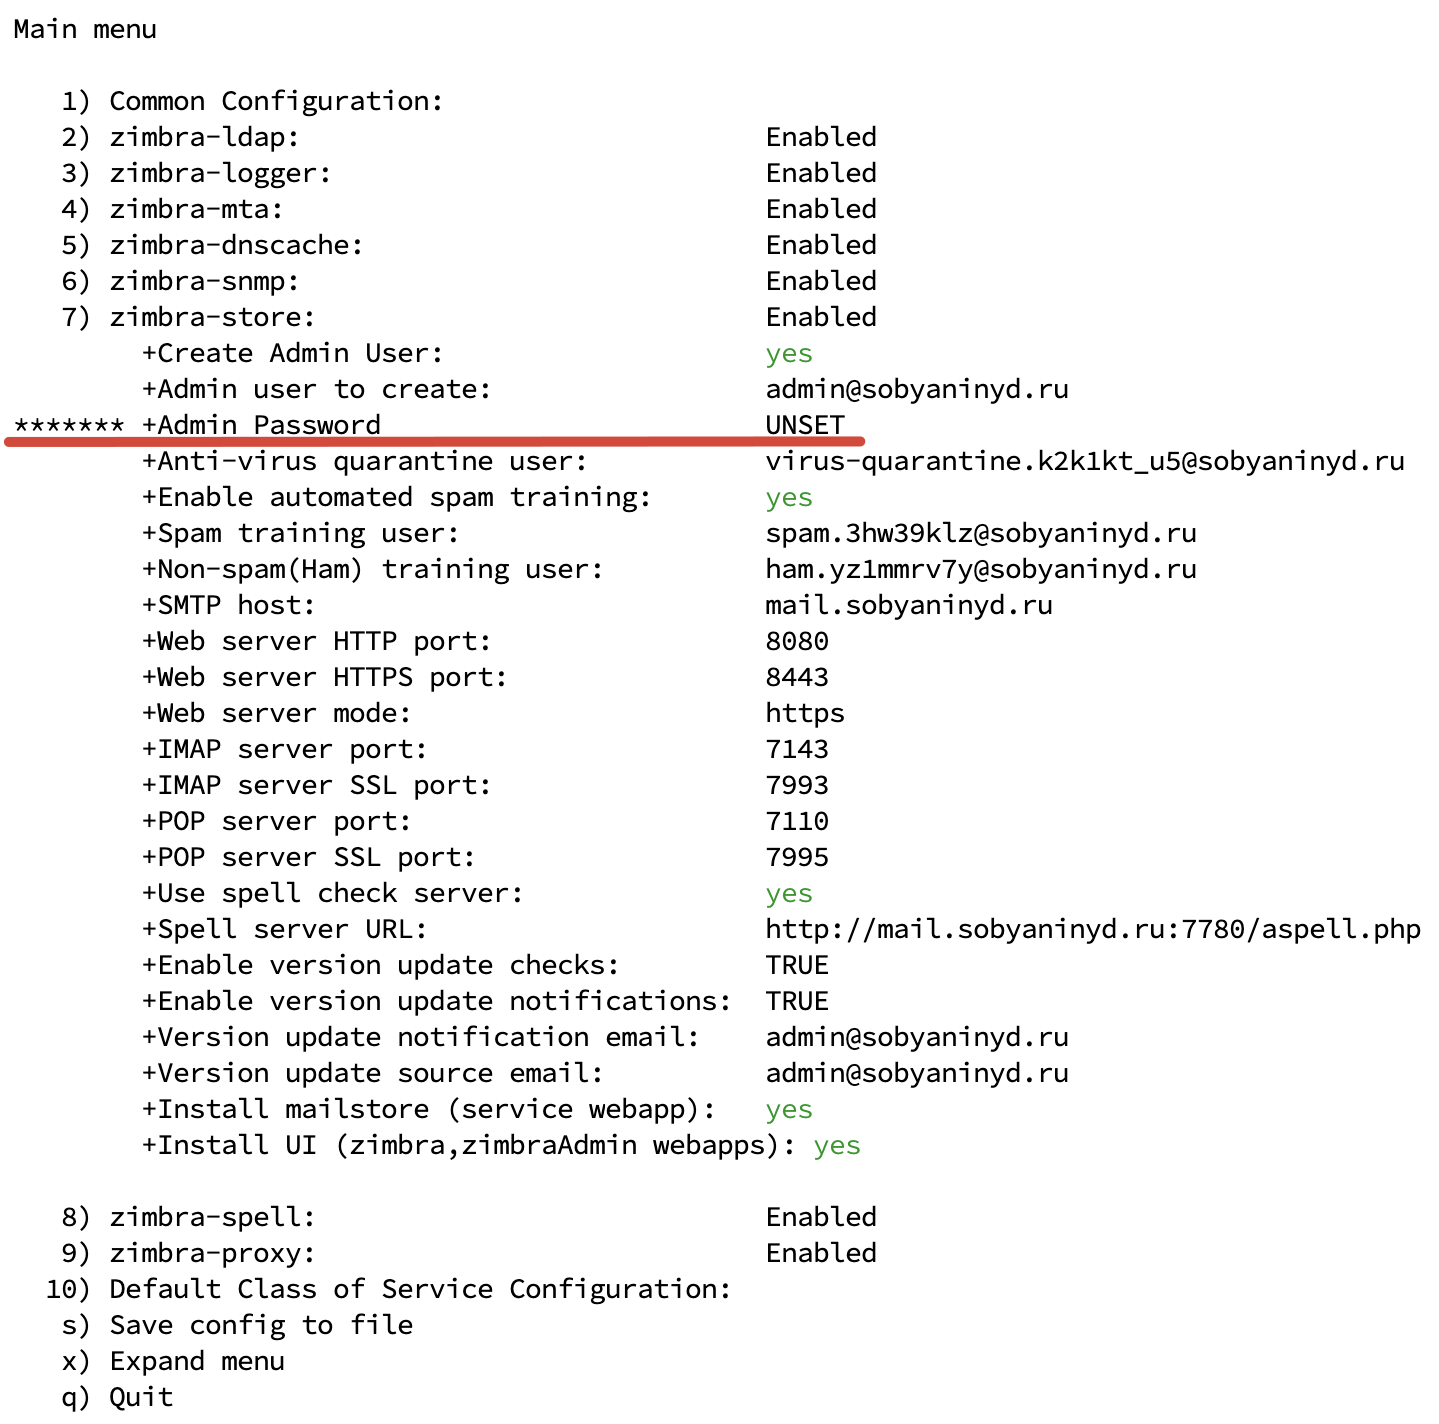 Main menu
1) Common Configuration:
2) zimbra-ldap: Enabled
3) zimbra-logger: Enabled
4) zimbra-mta: Enabled
5) zimbra-dnscache: Enabled
6) zimbra-snmp: Enabled
7) zimbra-store: Enabled
+Create Admin User: yes
+Admin user to create: admin@sobyaninyd.ru
******* +Admin Password UNSET
+Anti-virus quarantine user: virus-quarantine.k2k1kt_u5@sobyaninyd.ru
+Enable automated spam training: yes
+Spam training user: spam.3hw39klz@sobyaninyd.ru
+Non-spam(Ham) training user: ham.yz1mmrv7y@sobyaninyd.ru
+SMTP host: mail.sobyaninyd.ru
+Web server HTTP port: 8080
+Web server HTTPS port: 8443
+Web server mode: https
+IMAP server port: 7143
+IMAP server SSL port: 7993
+POP server port: 7110
+POP server SSL port: 7995
+Use spell check server: yes
+Spell server URL: http://mail.sobyaninyd.ru:7780/aspell.php
+Enable version update checks: TRUE
+Enable version update notifications: TRUE
+Version update notification email: admin@sobyaninyd.ru
+Version update source email: admin@sobyaninyd.ru
+Install mailstore (service webapp): yes
+Install UI (zimbra,zimbraAdmin webapps): yes
8) zimbra-spell: Enabled
9) zimbra-proxy: Enabled
10) Default Class of Service Configuration:
s) Save config to file
x) Expand menu
q) Quit